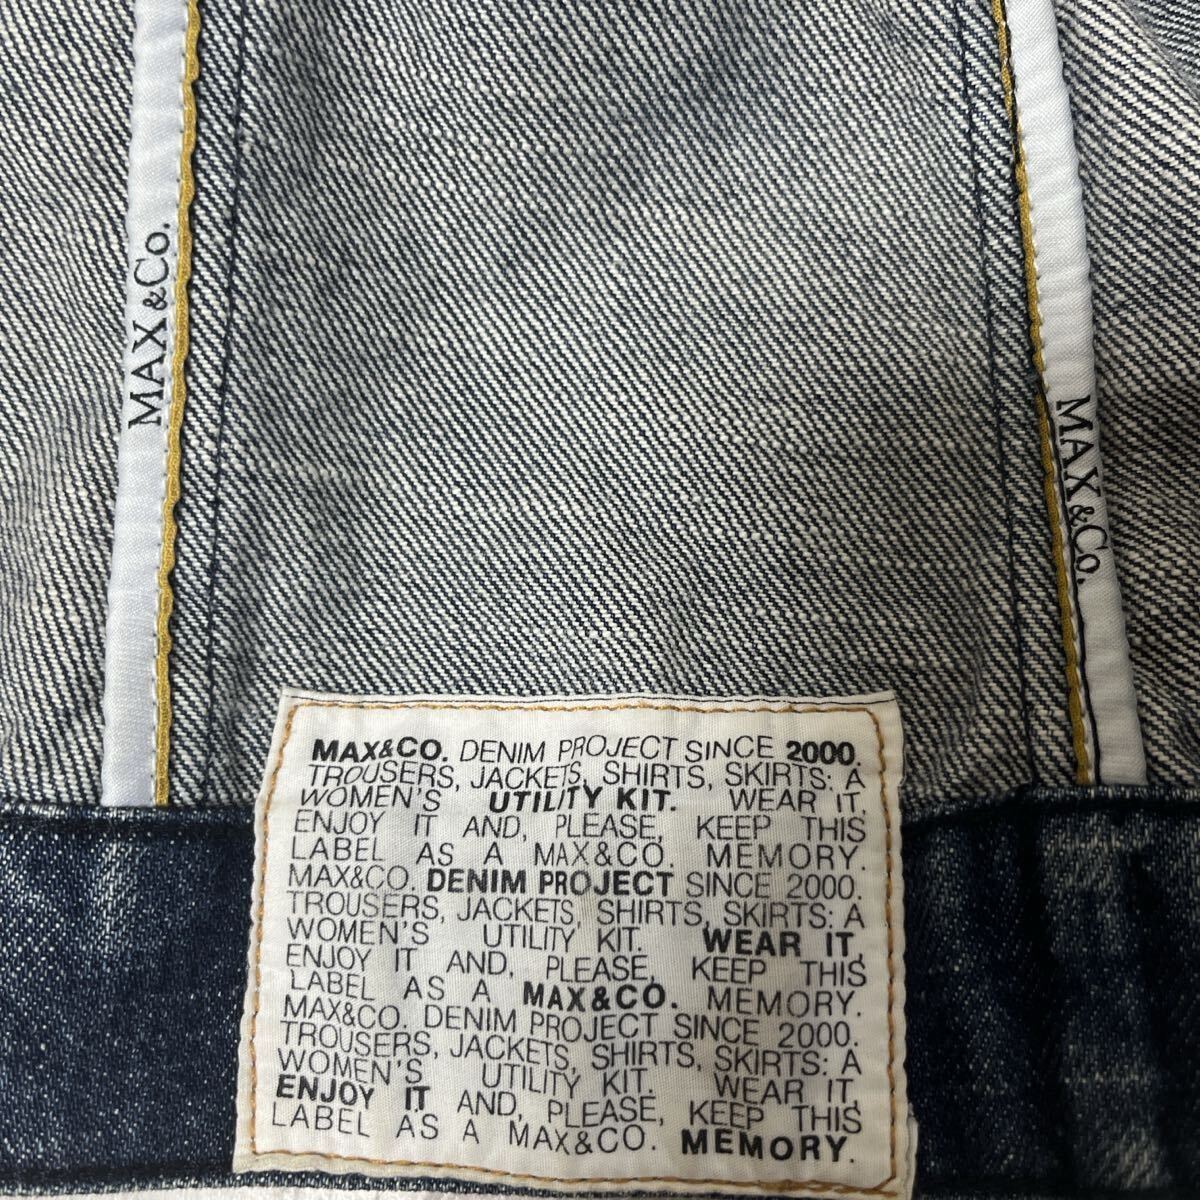 MAX&Co.
MAX&Co.
MAX&CO. DENIM PROJECT SINCE 2000.
TROUSERS, JACKETS, SHIRTS, SKIRTS: A
WOMEN'S UTILITY KIT. WEAR IT,
ENJOY IT AND, PLEASE, KEEP THIS
LABEL AS A MAX&CO. MEMORY.
MAX&CO. DENIM PROJECT SINCE 2000.
TROUSERS, JACKETS, SHIRTS, SKIRTS: A
WOMEN'S UTILITY KIT. WEAR IT,
ENJOY IT AND, PLEASE, KEEP THIS
LABEL AS A MAX&CO. MEMORY.
MAX&CO. DENIM PROJECT SINCE 2000.
TROUSERS, JACKETS, SHIRTS, SKIRTS: A
WOMEN'S UTILITY KIT. WEAR IT,
ENJOY IT AND, PLEASE, KEEP THIS
LABEL AS A MAX&CO. MEMORY.